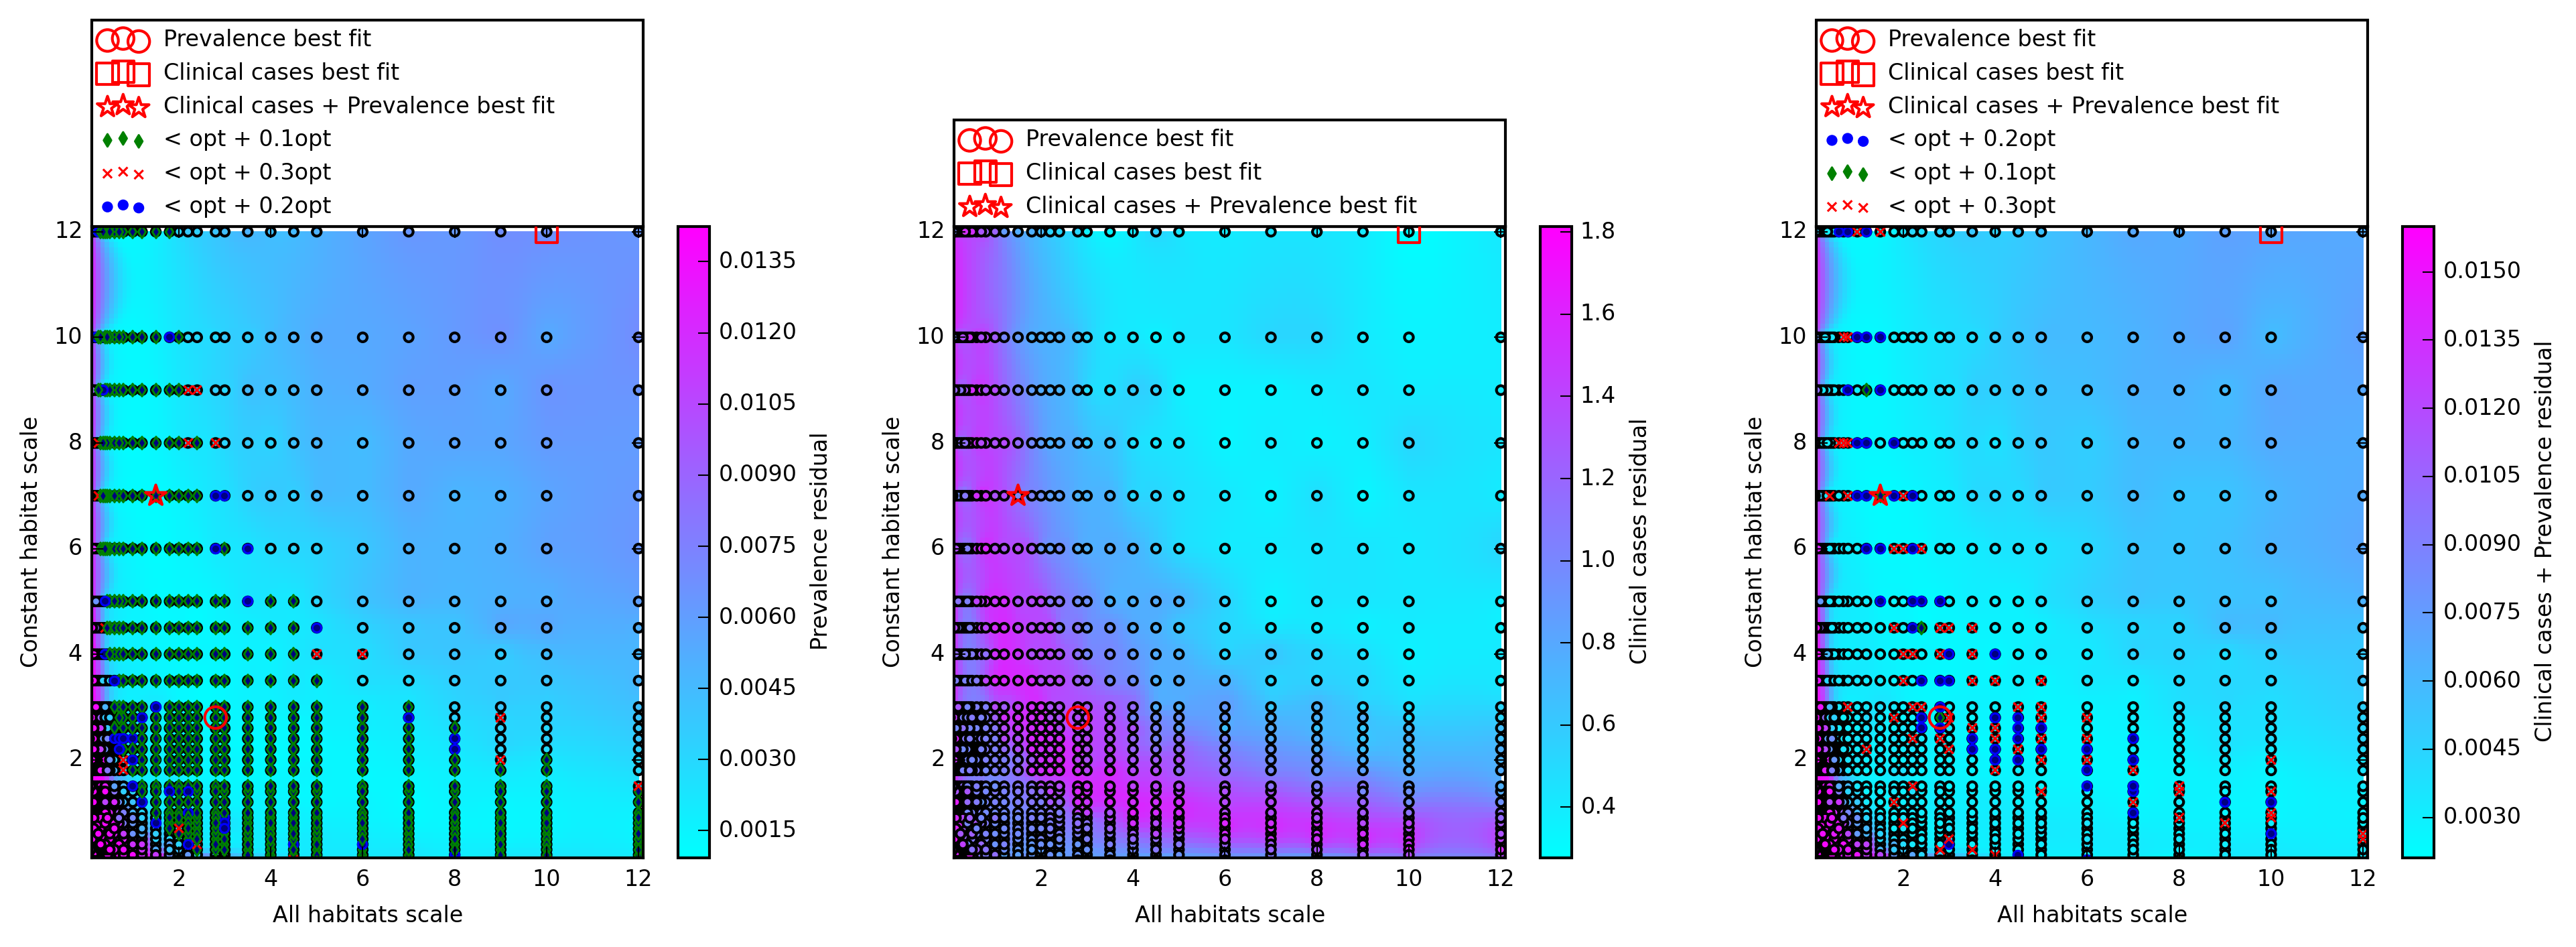 Prevalence best fit
Clinical cases best fit
Clinical cases + Prevalence best fit
< opt + 0.1opt
< opt + 0.3opt
< opt + 0.2opt
12
10
8
6
4
2
Constant habitat scale
2 4 6 8 10 12
All habitats scale
0.0135
0.0120
0.0105
0.0090
0.0075
0.0060
0.0045
0.0030
0.0015
Prevalence residual
Prevalence best fit
Clinical cases best fit
Clinical cases + Prevalence best fit
12
10
8
6
4
2
Constant habitat scale
2 4 6 8 10 12
All habitats scale
1.8
1.6
1.4
1.2
1.0
0.8
0.6
0.4
Clinical cases residual
Prevalence best fit
Clinical cases best fit
Clinical cases + Prevalence best fit
< opt + 0.2opt
< opt + 0.1opt
< opt + 0.3opt
12
10
8
6
4
2
Constant habitat scale
2 4 6 8 10 12
All habitats scale
0.0150
0.0135
0.0120
0.0105
0.0090
0.0075
0.0060
0.0045
0.0030
Clinical cases + Prevalence residual